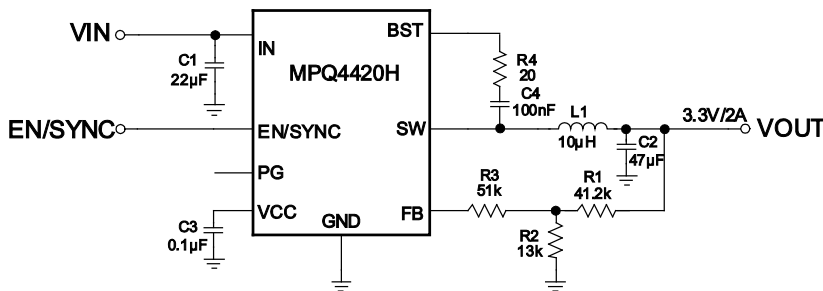 VIN
C1
22µF
IN
MPQ4420H
BST
R4
20
C4
100nF
EN/SYNC
EN/SYNC
SW
L1
10µH
3.3V/2A
VOUT
C2
47µF
PG
R3
51k
R1
41.2k
C3
0.1µF
VCC
GND
FB
R2
13k